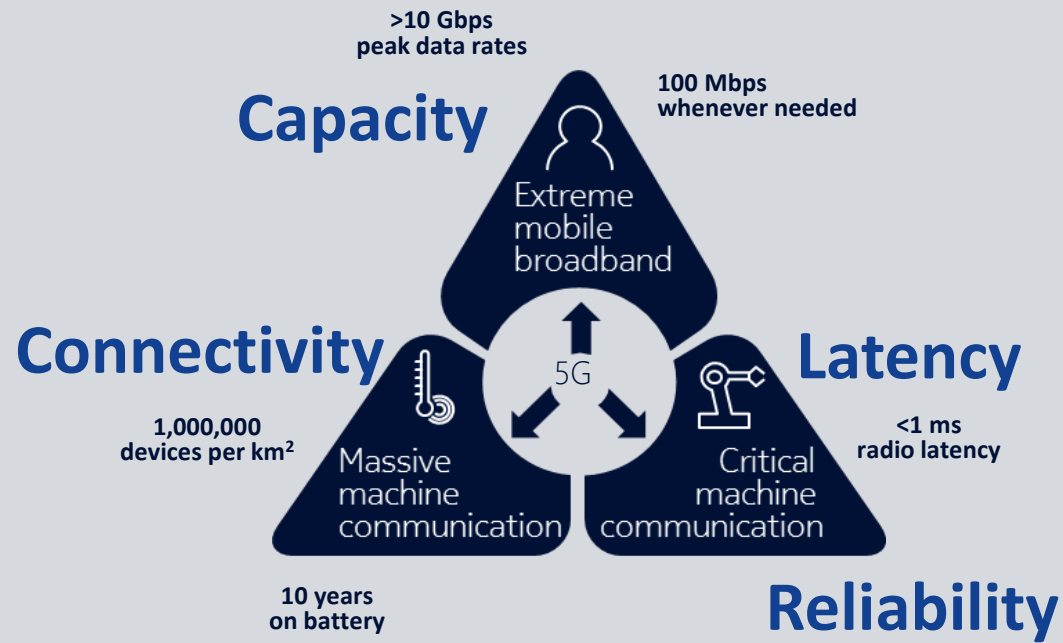 >10 Gbps
peak data rates
100 Mbps
whenever needed
Capacity
Extreme
mobile
broadband
Connectivity
5G
Latency
1,000,000
devices per km²
<1 ms
radio latency
Massive
machine
communication
Critical
machine
communication
10 years
on battery
Reliability